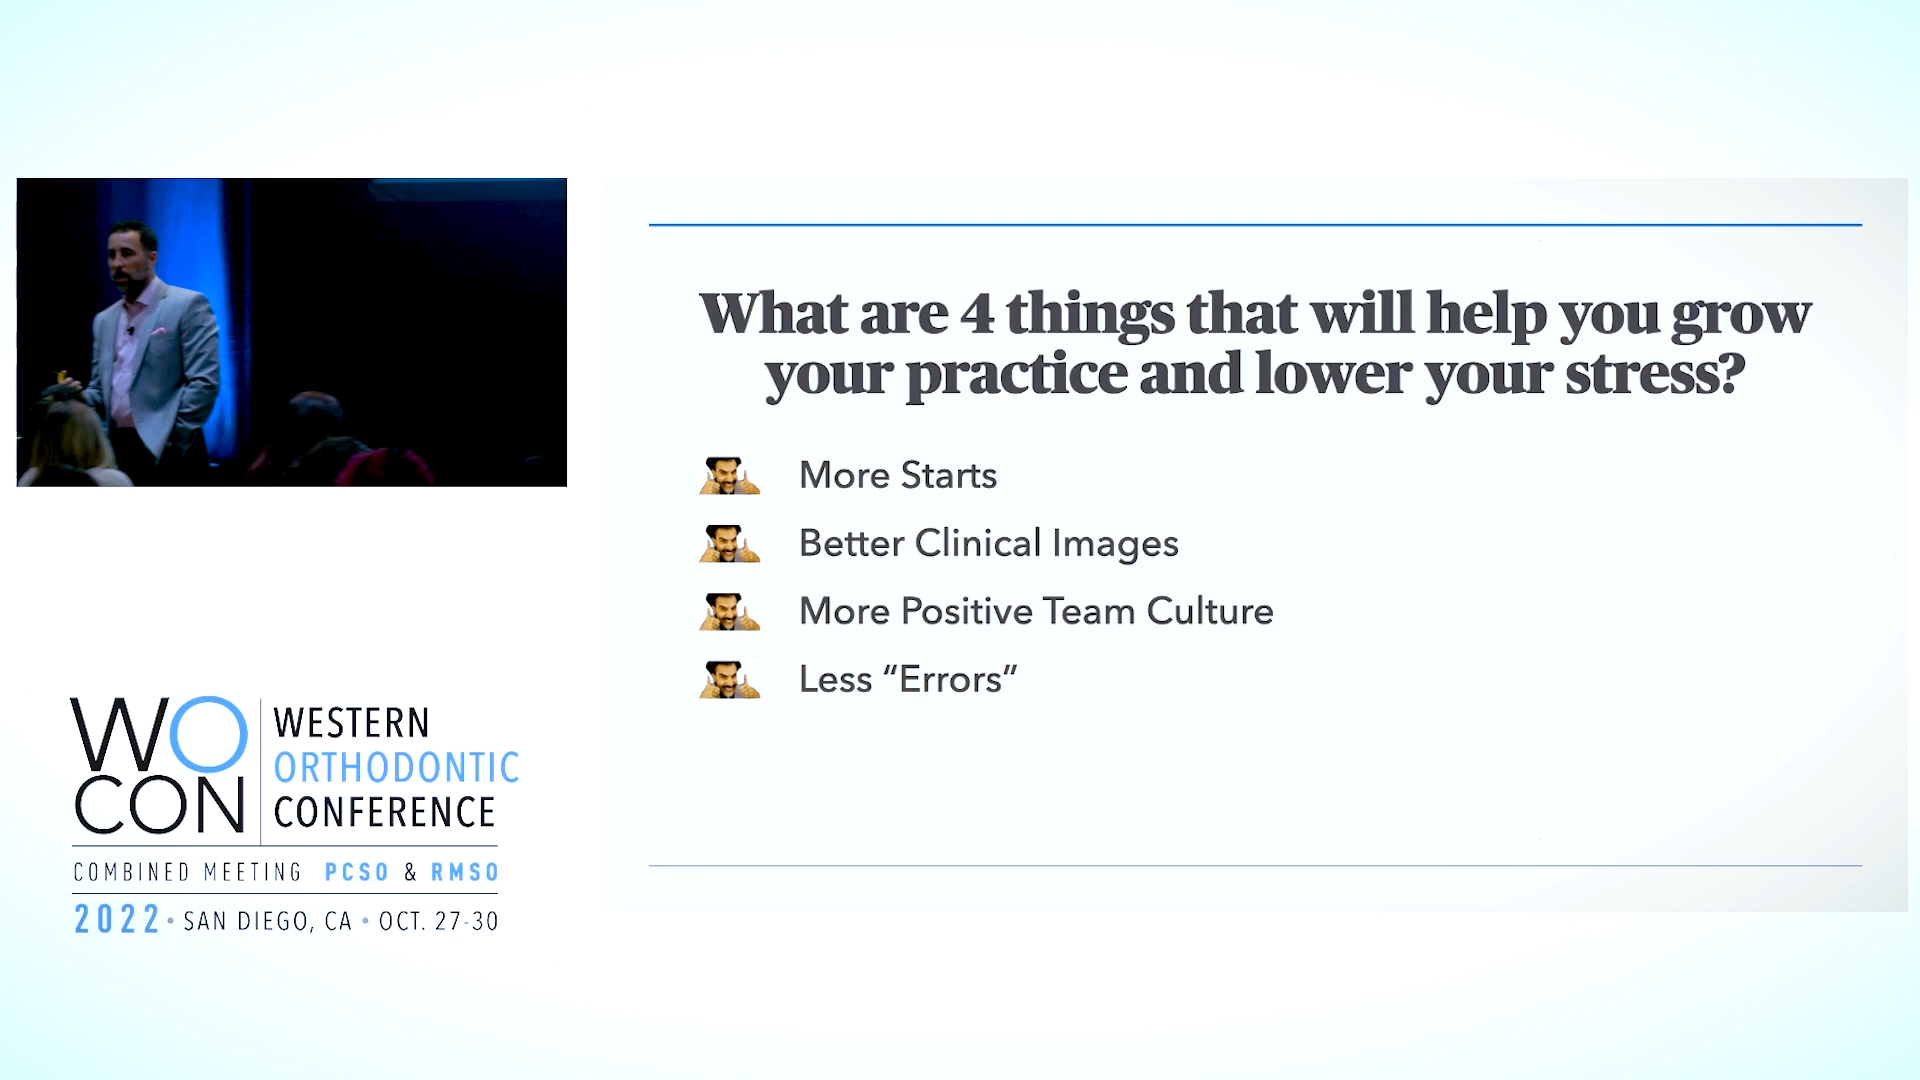 What are 4 things that will help you grow
your practice and lower your stress?
More Starts
Better Clinical Images
More Positive Team Culture
Less “Errors”
WO
CON
WESTERN
ORTHODONTIC
CONFERENCE
COMBINED MEETING PCSO & RMSO
2022 • SAN DIEGO, CA • OCT. 27-30